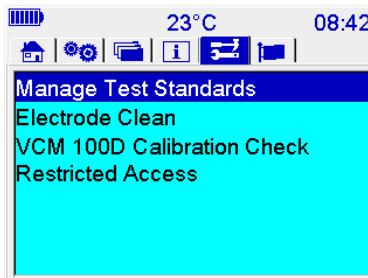 23°C 08:42
Manage Test Standards
Electrode Clean
VCM 100D Calibration Check
Restricted Access